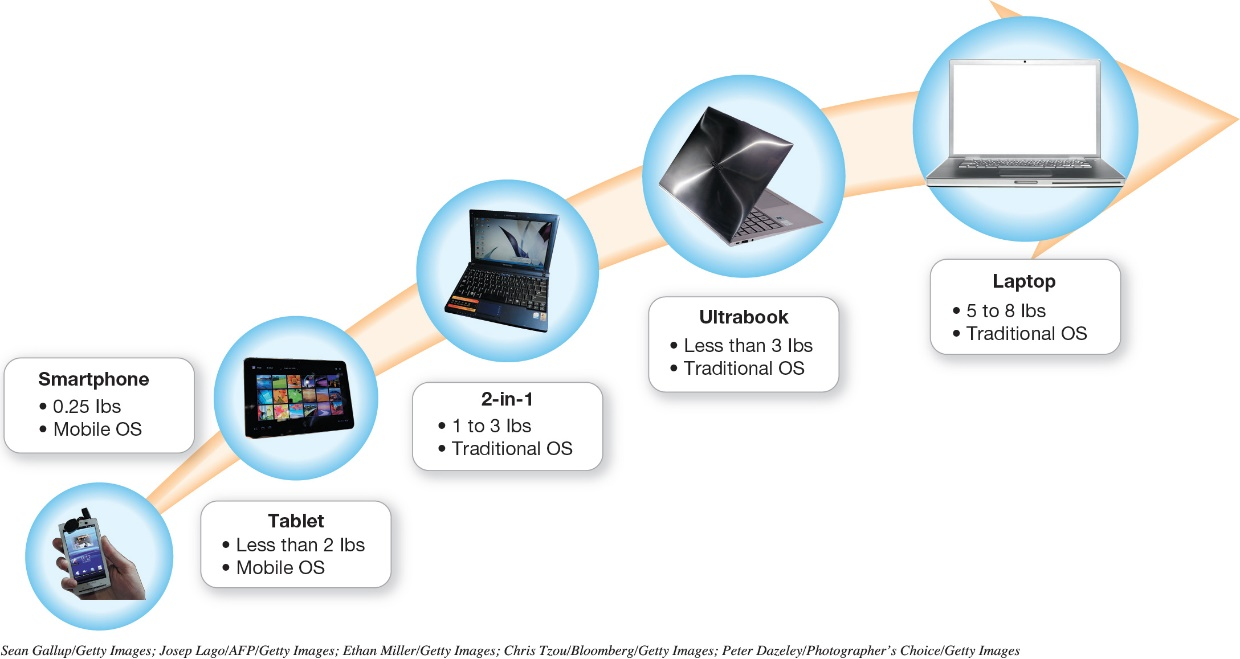 Smartphone
• 0.25 lbs
• Mobile OS
Tablet
• Less than 2 lbs
• Mobile OS
2-in-1
• 1 to 3 lbs
• Traditional OS
Ultrabook
• Less than 3 lbs
• Traditional OS
Laptop
• 5 to 8 lbs
• Traditional OS
Sean Gallup/Getty Images; Josep Lago/AFP/Getty Images; Ethan Miller/Getty Images; Chris Tzou/Bloomberg/Getty Images; Peter Dazeley/Photographer's Choice/Getty Images